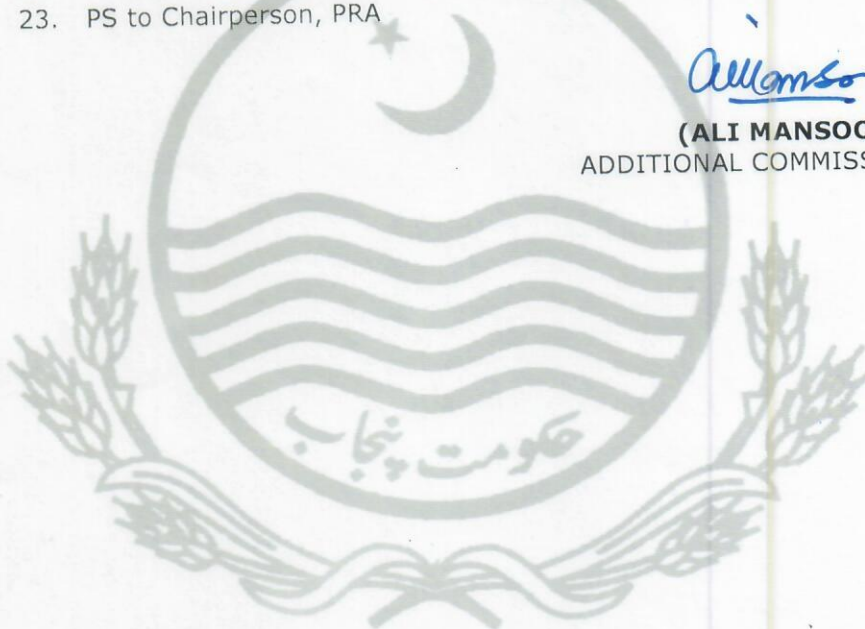 23. PS to Chairperson, PRA
(ALI MANSOO
ADDITIONAL COMMISS
حکومت پنجاب